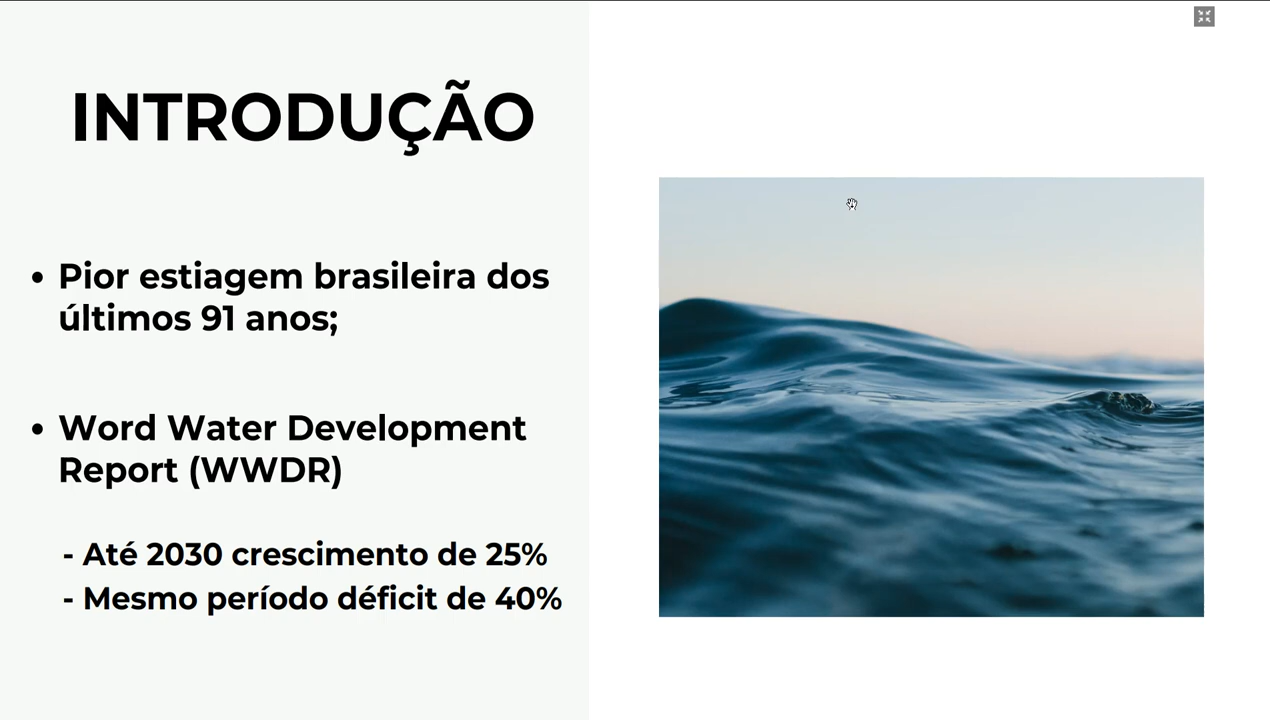 INTRODUÇÃO
• Pior estiagem brasileira dos
últimos 91 anos;
• Word Water Development
Report (WWDR)
- Até 2030 crescimento de 25%
- Mesmo período déficit de 40%